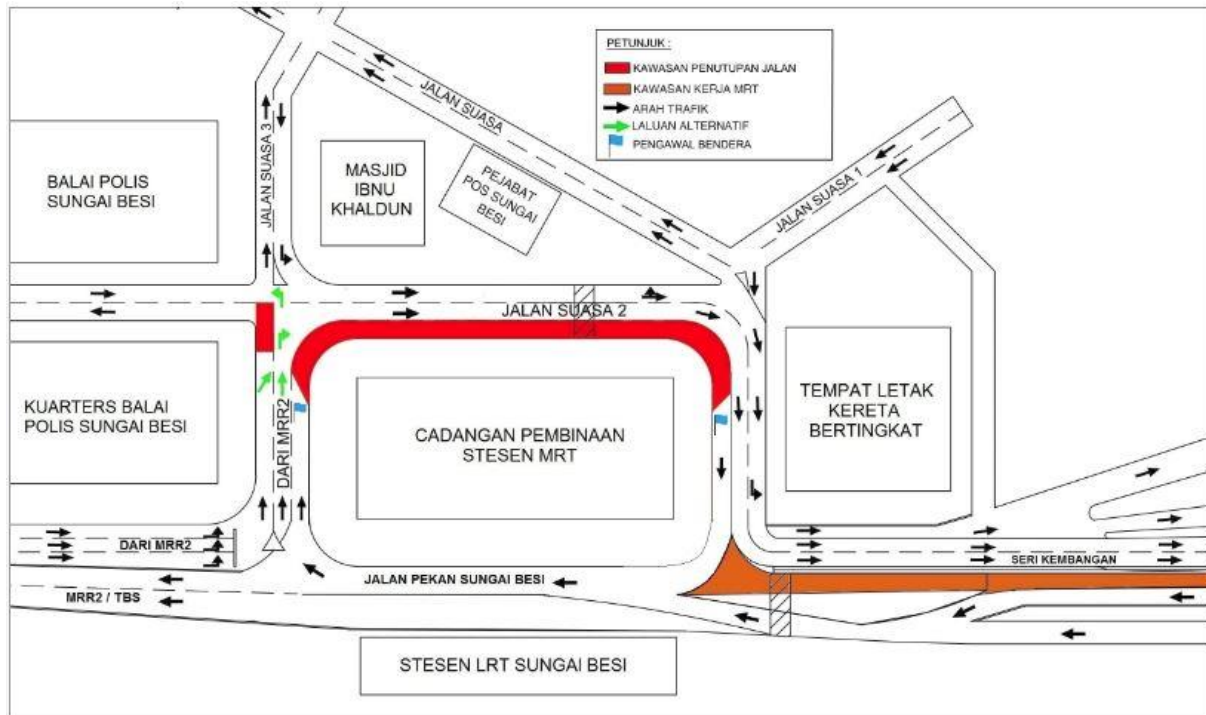 PETUNJUK :
KAWASAN PENUTUPAN JALAN
KAWASAN KERJA MRT
ARAH TRAFIK
LALUAN ALTERNATIF
PENGAWAL BENDERA
JALAN SUASA
JALAN SUASA 1
JALAN SUASA 3
BALAI POLIS
SUNGAI BESI
MASJID
IBNU
KHALDUN
PEJABAT
POS SUNGAI
BESI
JALAN SUASA 2
KUARTERS BALAI
POLIS SUNGAI BESI
DARI MRR2
CADANGAN PEMBINAAN
STESEN MRT
TEMPAT LETAK
KERETA
BERTINGKAT
DARI MRR2
SERI KEMBANGAN
JALAN PEKAN SUNGAI BESI
MRR2 / TBS
STESEN LRT SUNGAI BESI